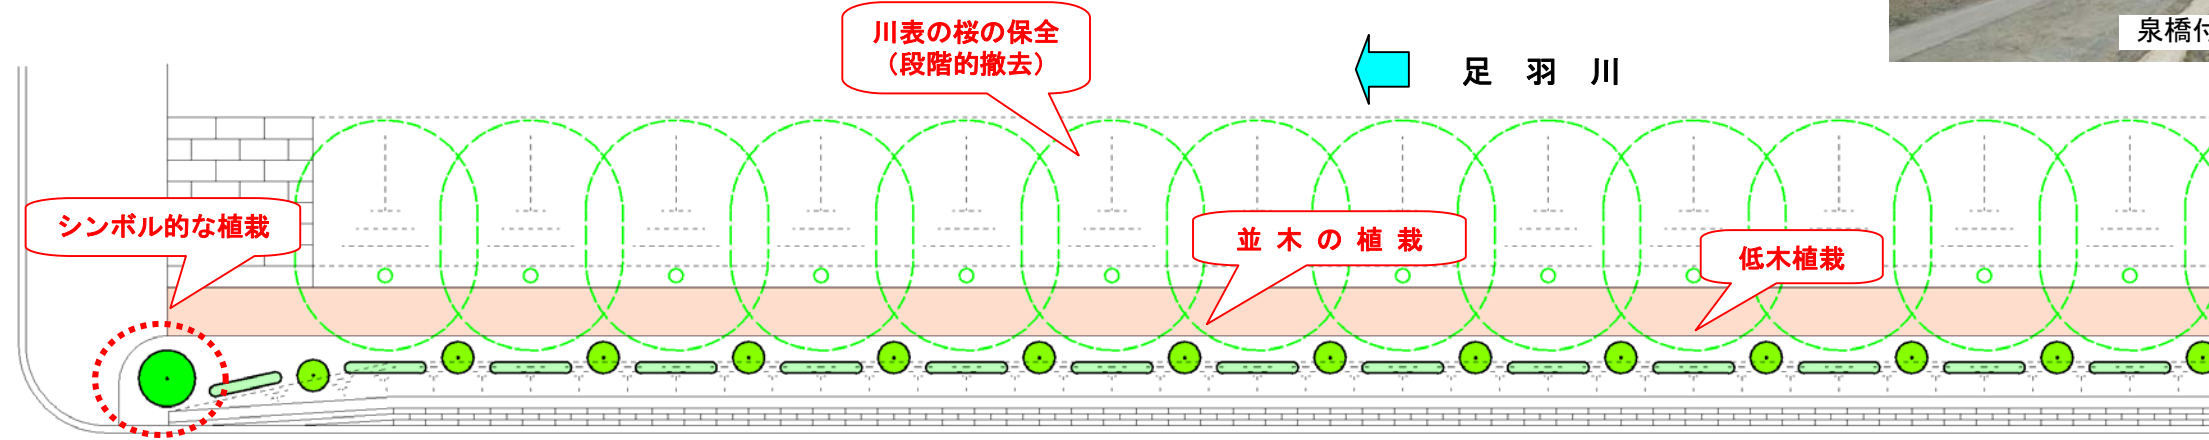 川表の桜の保全
（段階的撤去）
足羽川
泉橋付
シンボル的な植栽
並木の植栽
低木植栽